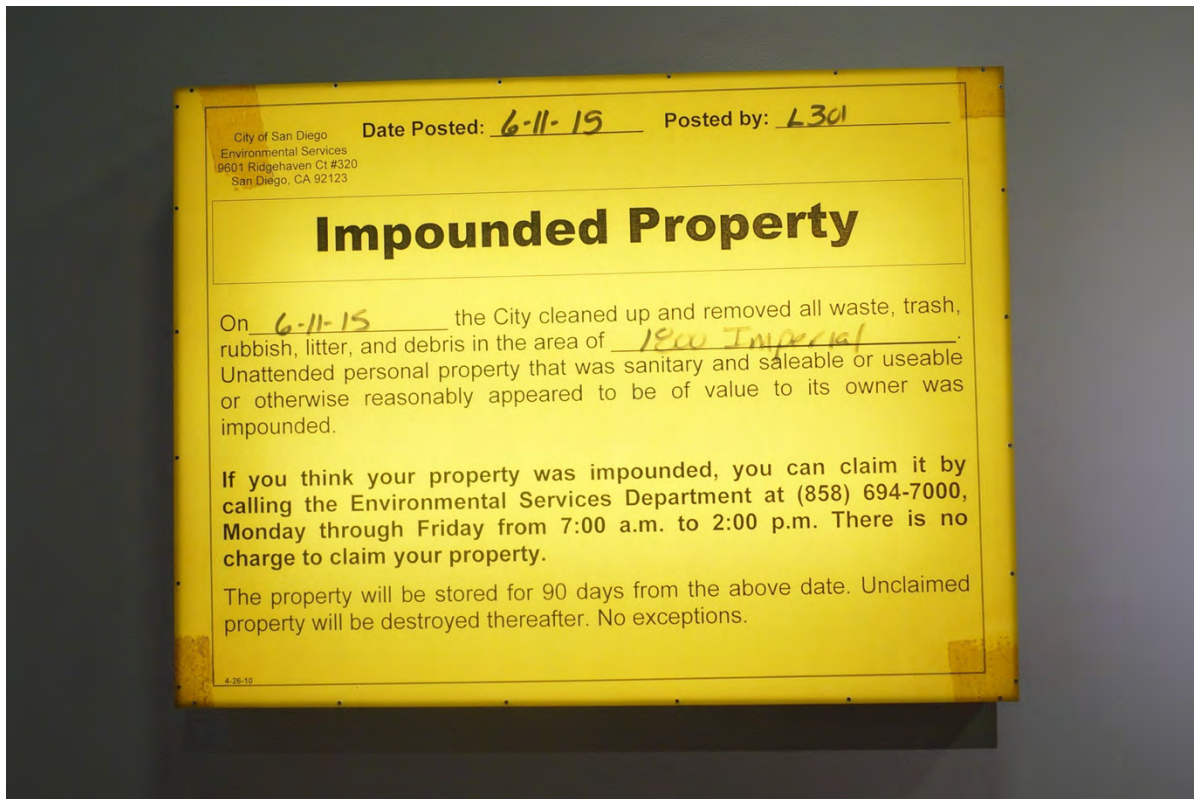 City of San Diego
Environmental Services
9601 Ridgehaven Ct #320
San Diego, CA 92123
Date Posted: 6-11-15 Posted by: L301
Impounded Property
On 6-11-15 the City cleaned up and removed all waste, trash,
rubbish, litter, and debris in the area of 1800 Imperial.
Unattended personal property that was sanitary and saleable or useable
or otherwise reasonably appeared to be of value to its owner was
impounded.
If you think your property was impounded, you can claim it by
calling the Environmental Services Department at (858) 694-7000,
Monday through Friday from 7:00 a.m. to 2:00 p.m. There is no
charge to claim your property.
The property will be stored for 90 days from the above date. Unclaimed
property will be destroyed thereafter. No exceptions.
4-26-10